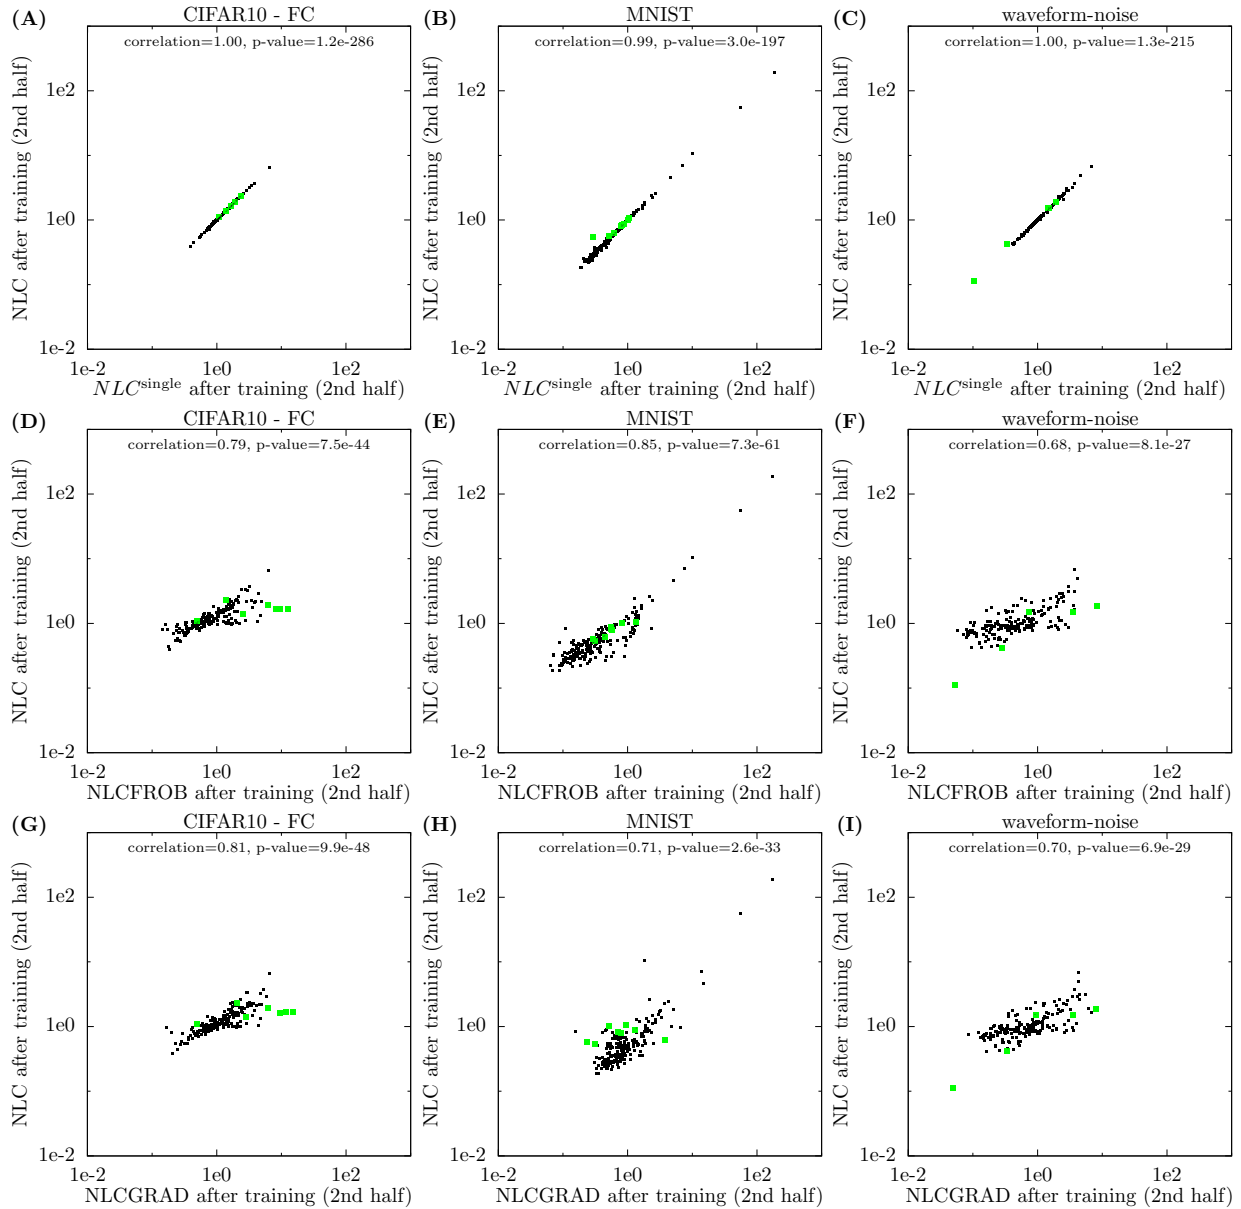 (A) CIFAR10 - FC
correlation=1.00, p-value=1.2e-286
NLC after training (2nd half)
1e2
1e0
1e-2
1e-2 1e0 1e2
NLC^single after training (2nd half)
(B) MNIST
correlation=0.99, p-value=3.0e-197
NLC after training (2nd half)
1e2
1e0
1e-2
1e-2 1e0 1e2
NLC^single after training (2nd half)
(C) waveform-noise
correlation=1.00, p-value=1.3e-215
NLC after training (2nd half)
1e2
1e0
1e-2
1e-2 1e0 1e2
NLC^single after training (2nd half)
(D) CIFAR10 - FC
correlation=0.79, p-value=7.5e-44
NLC after training (2nd half)
1e2
1e0
1e-2
1e-2 1e0 1e2
NLCFROB after training (2nd half)
(E) MNIST
correlation=0.85, p-value=7.3e-61
NLC after training (2nd half)
1e2
1e0
1e-2
1e-2 1e0 1e2
NLCFROB after training (2nd half)
(F) waveform-noise
correlation=0.68, p-value=8.1e-27
NLC after training (2nd half)
1e2
1e0
1e-2
1e-2 1e0 1e2
NLCFROB after training (2nd half)
(G) CIFAR10 - FC
correlation=0.81, p-value=9.9e-48
NLC after training (2nd half)
1e2
1e0
1e-2
1e-2 1e0 1e2
NLCGRAD after training (2nd half)
(H) MNIST
correlation=0.71, p-value=2.6e-33
NLC after training (2nd half)
1e2
1e0
1e-2
1e-2 1e0 1e2
NLCGRAD after training (2nd half)
(I) waveform-noise
correlation=0.70, p-value=6.9e-29
NLC after training (2nd half)
1e2
1e0
1e-2
1e-2 1e0 1e2
NLCGRAD after training (2nd half)